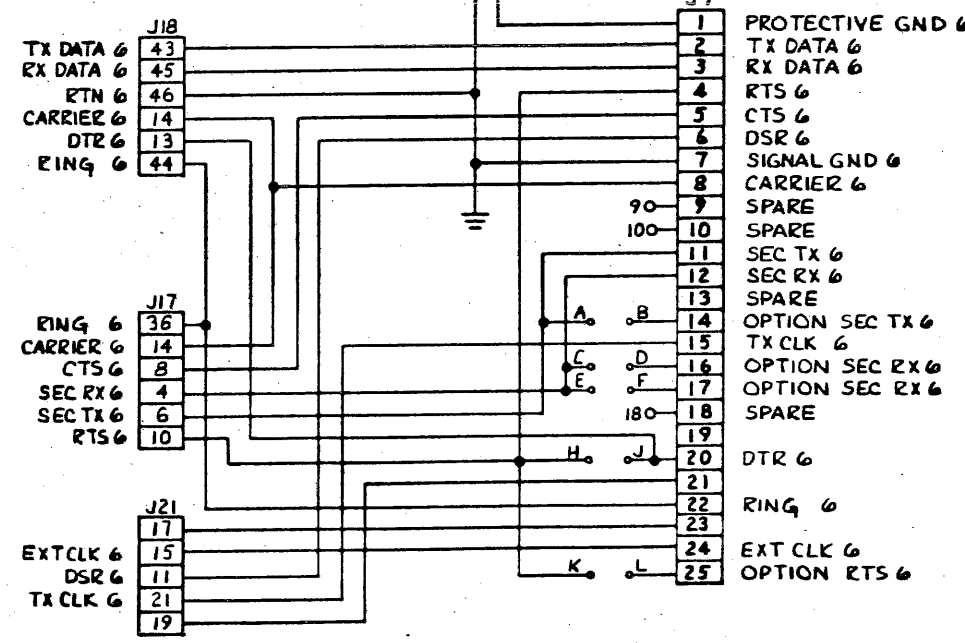 J18
TX DATA 6 43
RX DATA 6 45
RTN 6 46
CARRIER 6 14
DTR 6 13
RING 6 44
J17
RING 6 36
CARRIER 6 14
CTS 6 8
SEC RX 6 4
SEC TX 6 6
RTS 6 10
J21
17
EXT CLK 6 15
DSR 6 11
TX CLK 6 21
19
1 PROTECTIVE GND 6
2 TX DATA 6
3 RX DATA 6
4 RTS 6
5 CTS 6
6 DSR 6
7 SIGNAL GND 6
8 CARRIER 6
9 9 SPARE
10 10 SPARE
11 SEC TX 6
12 SEC RX 6
13 SPARE
A B 14 OPTION SEC TX 6
15 TX CLK 6
C D 16 OPTION SEC RX 6
E F 17 OPTION SEC RX 6
18 18 SPARE
19
H J 20 DTR 6
21
22 RING 6
23
24 EXT CLK 6
K L 25 OPTION RTS 6